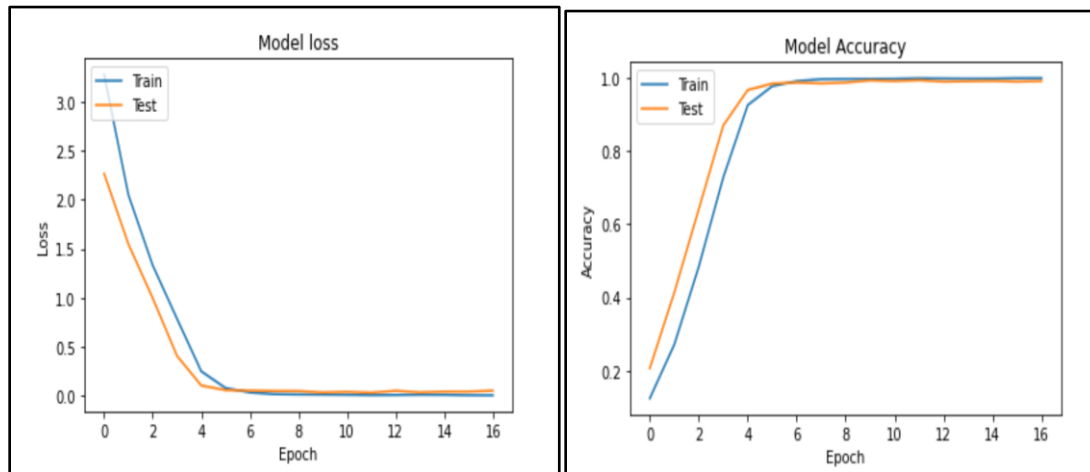 Model loss
Train
Test
3.0
2.5
2.0
1.5
1.0
0.5
0.0
Loss
0 2 4 6 8 10 12 14 16
Epoch
Model Accuracy
Train
Test
1.0
0.8
0.6
0.4
0.2
Accuracy
0 2 4 6 8 10 12 14 16
Epoch